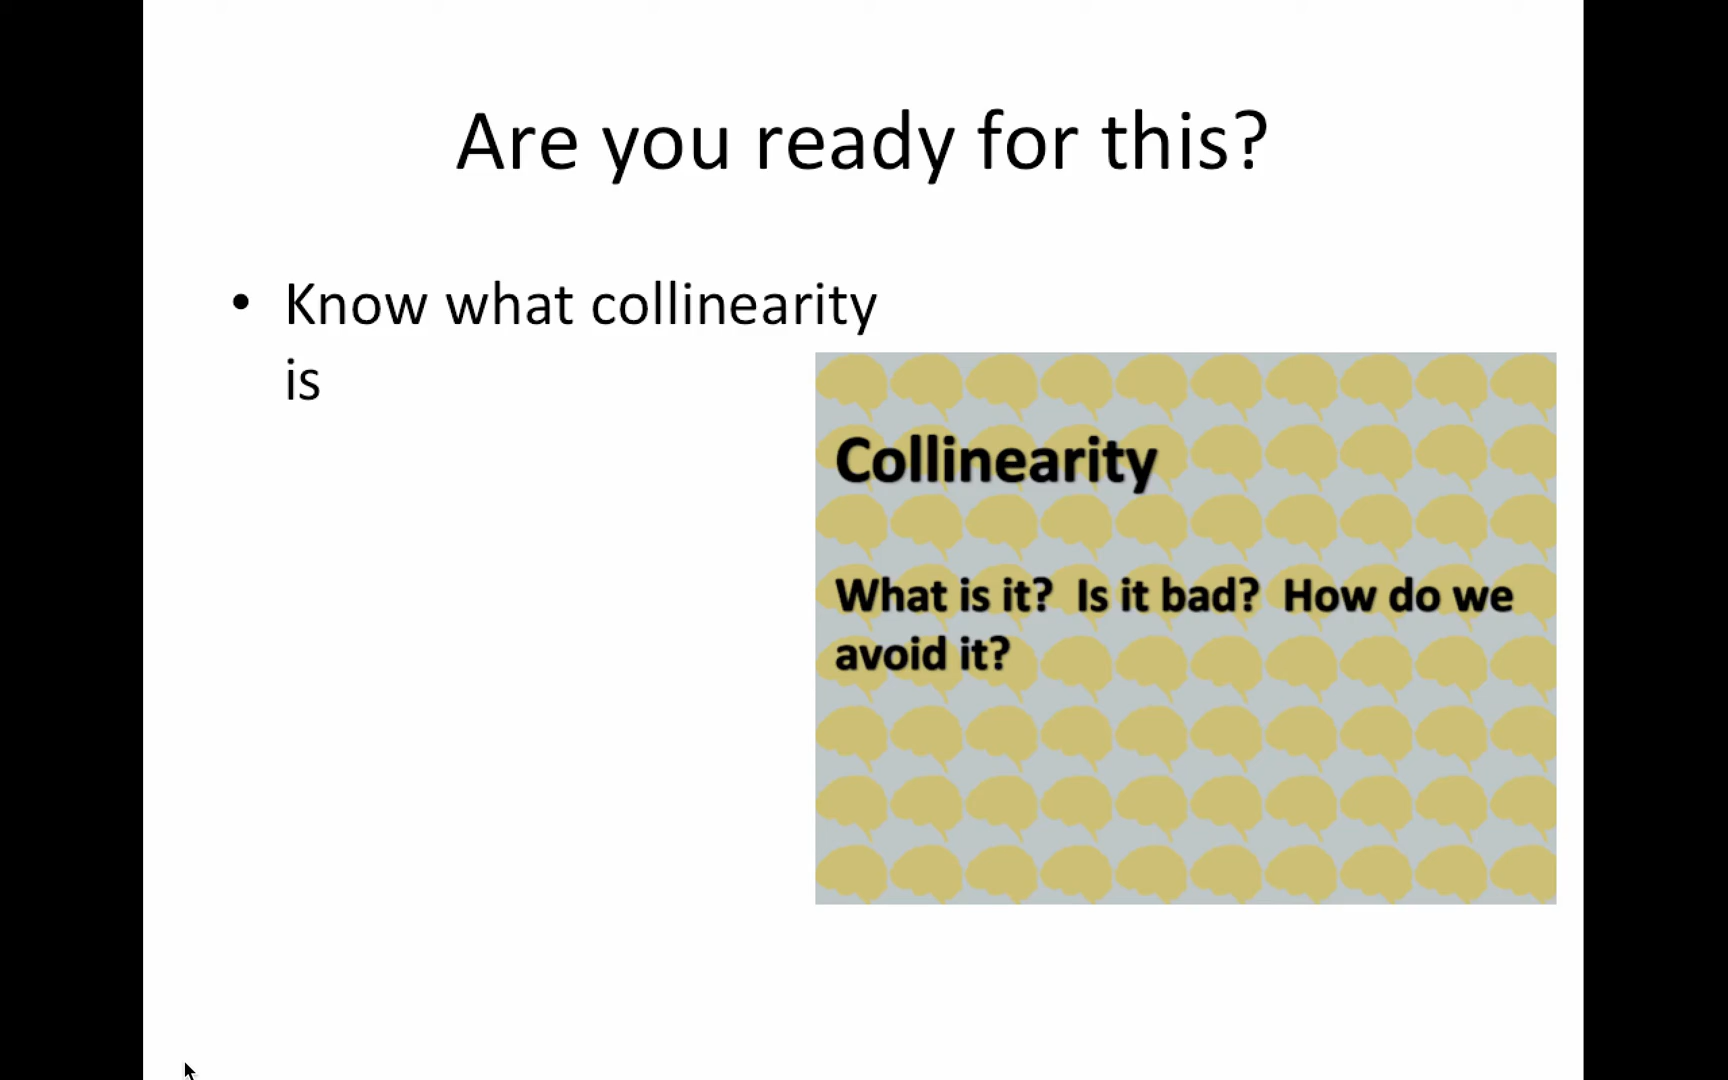 Are you ready for this?
• Know what collinearity
is
Collinearity
What is it?  Is it bad?  How do we
avoid it?